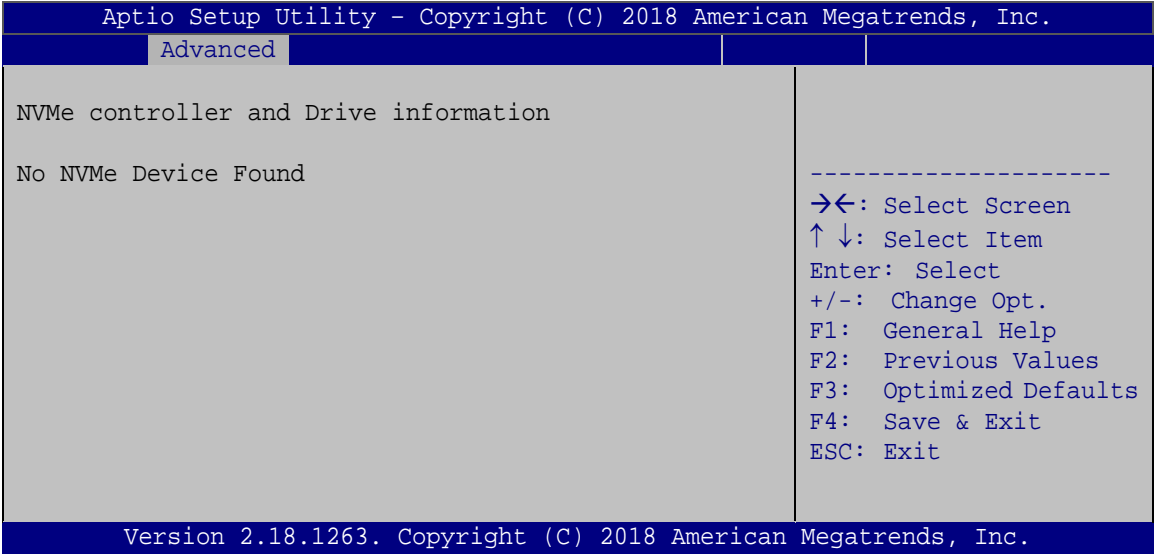 Aptio Setup Utility – Copyright (C) 2018 American Megatrends, Inc.
Advanced
NVMe controller and Drive information
No NVMe Device Found
---------------------
→←: Select Screen
↑ ↓: Select Item
Enter: Select
+/-: Change Opt.
F1: General Help
F2: Previous Values
F3: Optimized Defaults
F4: Save & Exit
ESC: Exit
Version 2.18.1263. Copyright (C) 2018 American Megatrends, Inc.